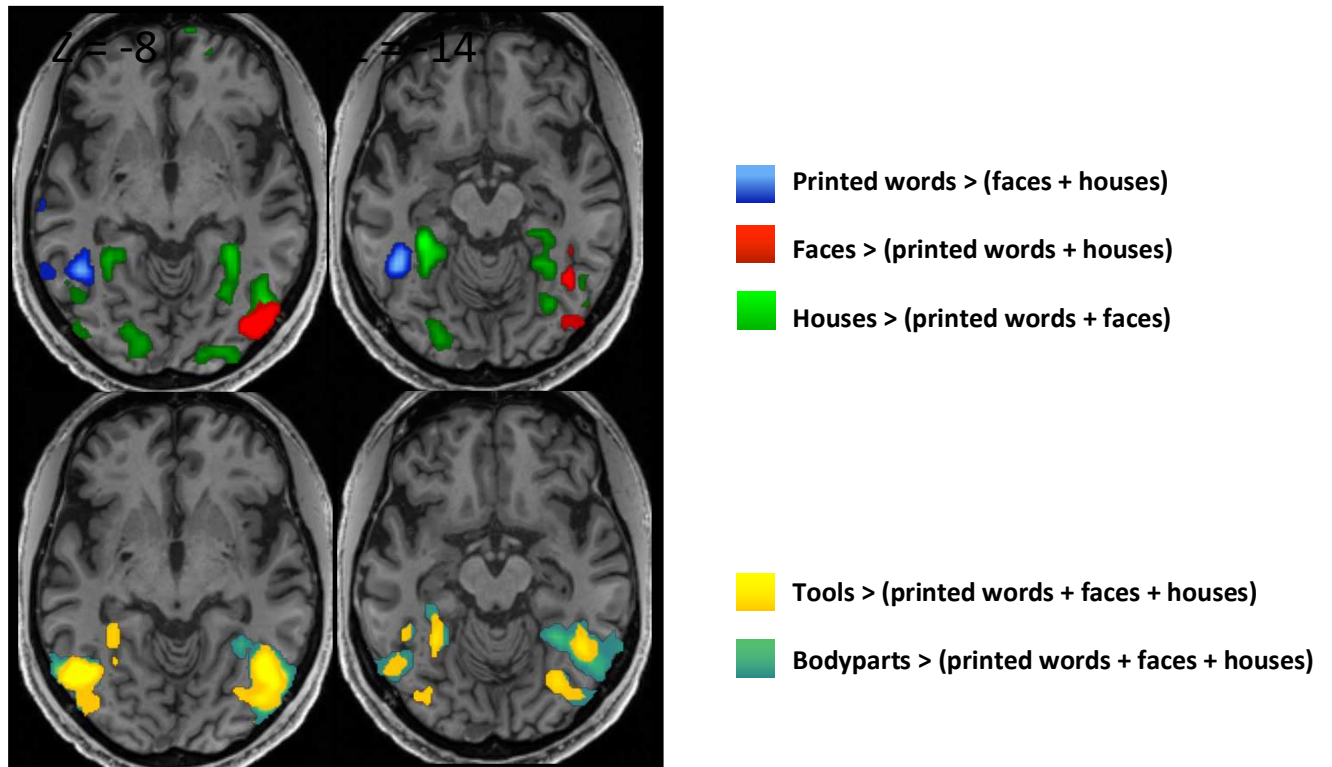 Z = -8
= -14
Printed words > (faces + houses)
Faces > (printed words + houses)
Houses > (printed words + faces)
Tools > (printed words + faces + houses)
Bodyparts > (printed words + faces + houses)